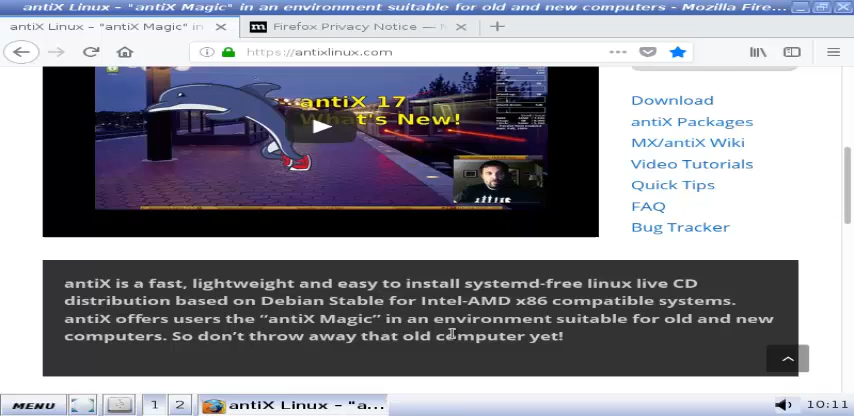 antiX Linux – "antiX Magic" in an environment suitable for old and new computers - Mozilla Fire...
antiX Linux – "antiX Magic" in
Firefox Privacy Notice —
https://antixlinux.com
antiX 17
What's New!
Download
antiX Packages
MX/antiX Wiki
Video Tutorials
Quick Tips
FAQ
Bug Tracker
antiX is a fast, lightweight and easy to install systemd-free linux live CD
distribution based on Debian Stable for Intel-AMD x86 compatible systems.
antiX offers users the “antiX Magic” in an environment suitable for old and new
computers. So don’t throw away that old computer yet!
MENU
1
2
antiX Linux – "a...
10:11